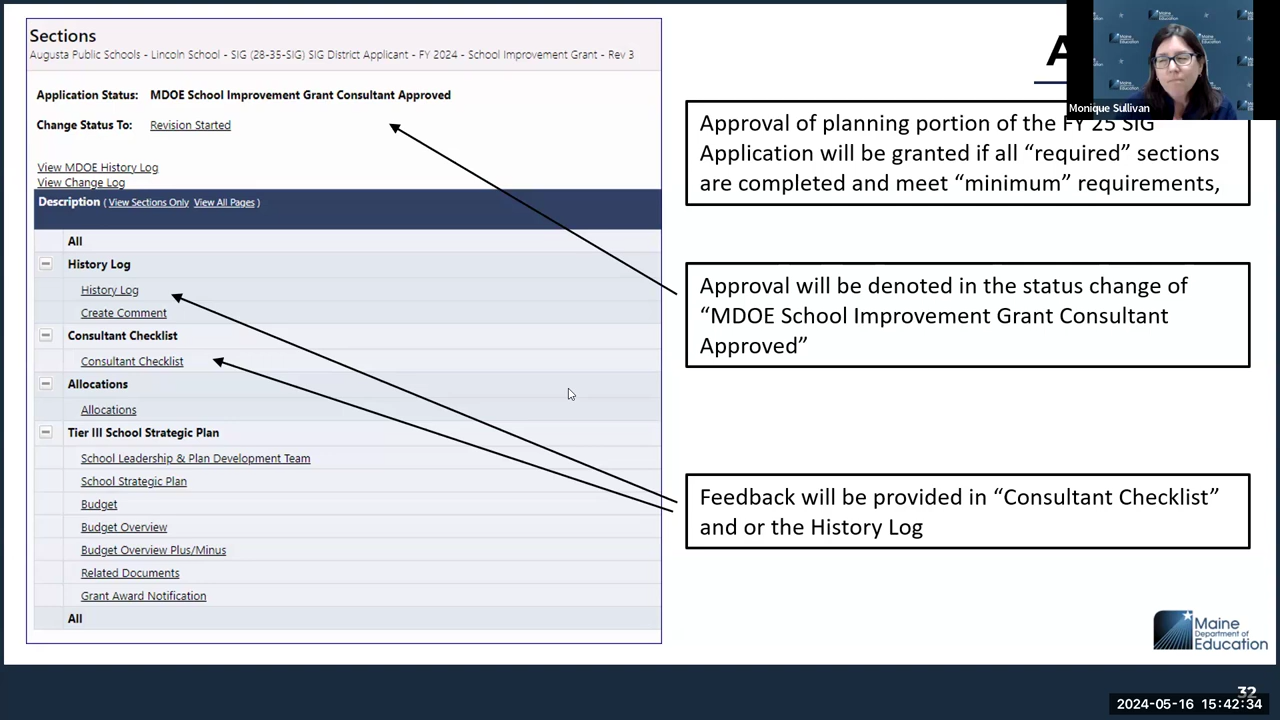 Sections
Augusta Public Schools - Lincoln School - SIG (28-35-SIG) SIG District Applicant - FY 2024 - School Improvement Grant - Rev 3
Application Status: MDOE School Improvement Grant Consultant Approved
Change Status To: Revision Started
View MDOE History Log
View Change Log
Description ( View Sections Only View All Pages )
All
History Log
History Log
Create Comment
Consultant Checklist
Consultant Checklist
Allocations
Allocations
Tier III School Strategic Plan
School Leadership & Plan Development Team
School Strategic Plan
Budget
Budget Overview
Budget Overview Plus/Minus
Related Documents
Grant Award Notification
All
Monique Sullivan
Approval of planning portion of the FY 25 SIG
Application will be granted if all “required” sections
are completed and meet “minimum” requirements,
Approval will be denoted in the status change of
“MDOE School Improvement Grant Consultant
Approved”
Feedback will be provided in “Consultant Checklist”
and or the History Log
Maine
Department of
Education
32
2024-05-16 15:42:34